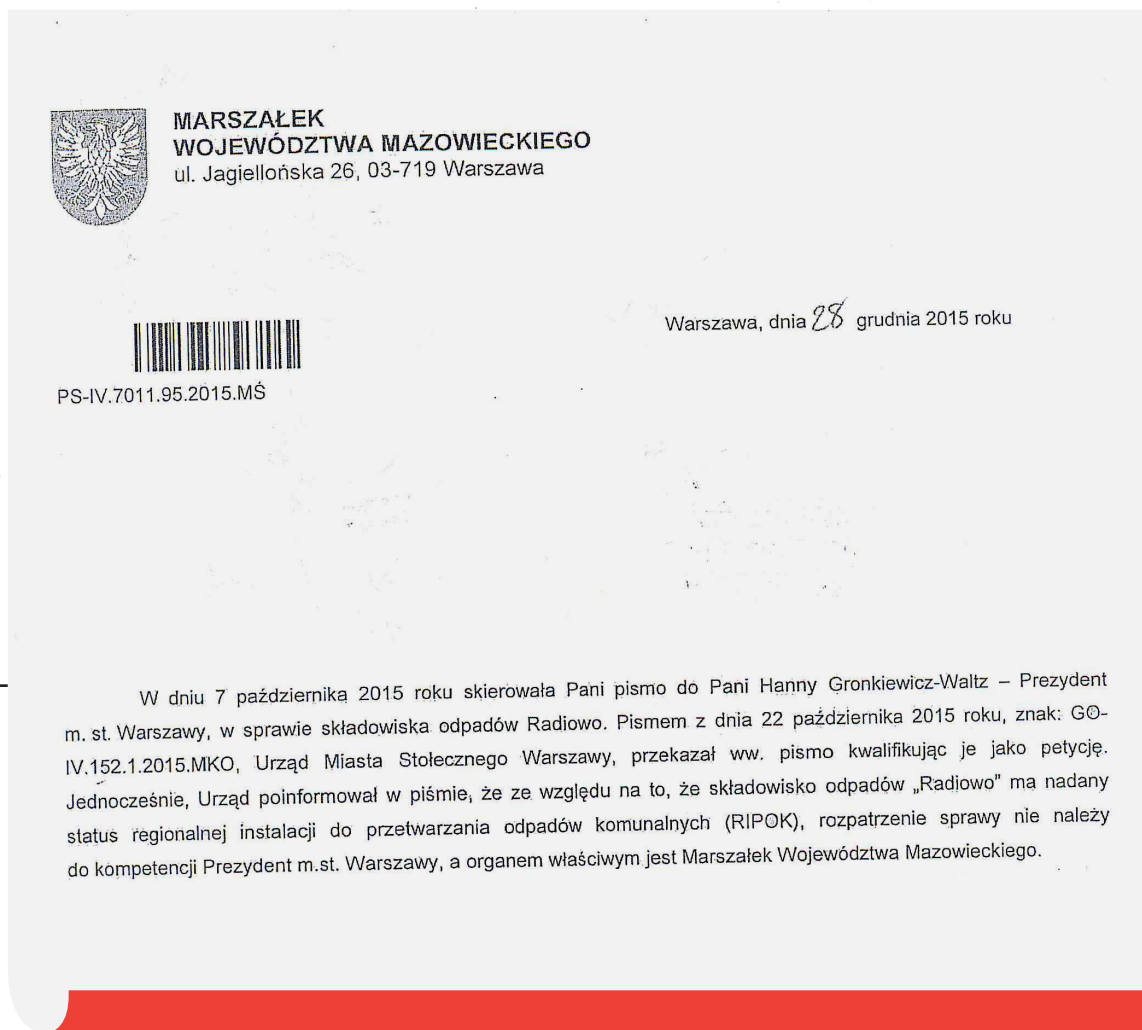 MARSZAŁEK
WOJEWÓDZTWA MAZOWIECKIEGO
ul. Jagiellońska 26, 03-719 Warszawa
Warszawa, dnia 28 grudnia 2015 roku
PS-IV.7011.95.2015.MŚ
W dniu 7 października 2015 roku skierowała Pani pismo do Pani Hanny Gronkiewicz-Waltz – Prezydent
m. st. Warszawy, w sprawie składowiska odpadów Radiowo. Pismem z dnia 22 października 2015 roku, znak: GO-
IV.152.1.2015.MKO, Urząd Miasta Stołecznego Warszawy, przekazał ww. pismo kwalifikując je jako petycję.
Jednocześnie, Urząd poinformował w piśmie, że ze względu na to, że składowisko odpadów „Radiowo” ma nadany
status regionalnej instalacji do przetwarzania odpadów komunalnych (RIPOK), rozpatrzenie sprawy nie należy
do kompetencji Prezydent m.st. Warszawy, a organem właściwym jest Marszałek Województwa Mazowieckiego.